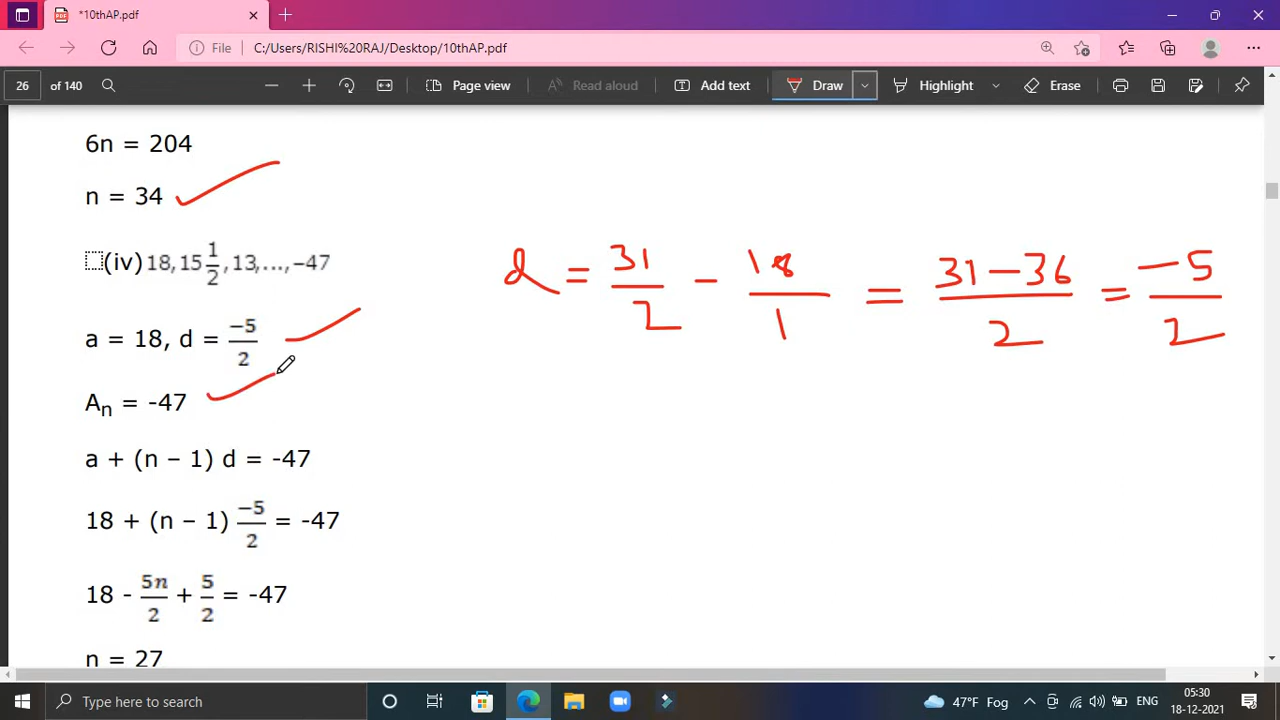 *10thAP.pdf
File C:/Users/RISHI%20RAJ/Desktop/10thAP.pdf
26 of 140 Page view Read aloud Add text Draw Highlight Erase
6n = 204
n = 34
(iv) 18, 15 1/2, 13, ..., −47
d = 31/2 − 18/1 = 31−36/2 = −5/2
a = 18, d = −5/2
Aₙ = -47
a + (n – 1) d = -47
18 + (n – 1) −5/2 = -47
18 - 5n/2 + 5/2 = -47
n = 27
Type here to search
47°F Fog
05:30
18-12-2021